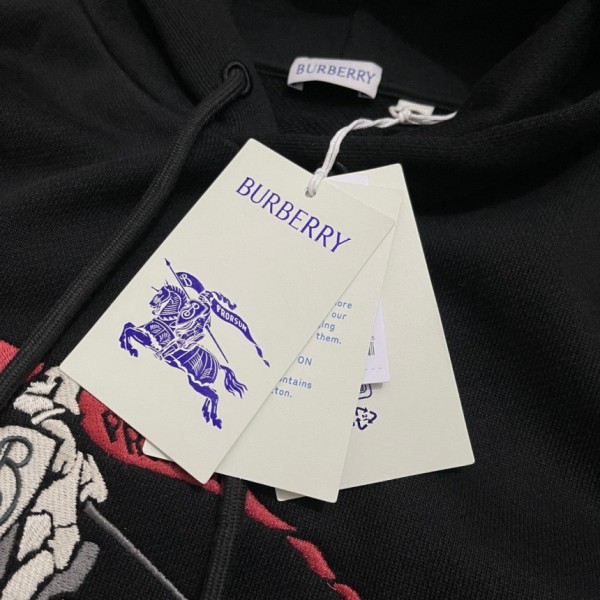 BURBERRY
BURBERRY
B
PRORSUM
B
ore
our
ing
them.
ON
ntains
ton.
B